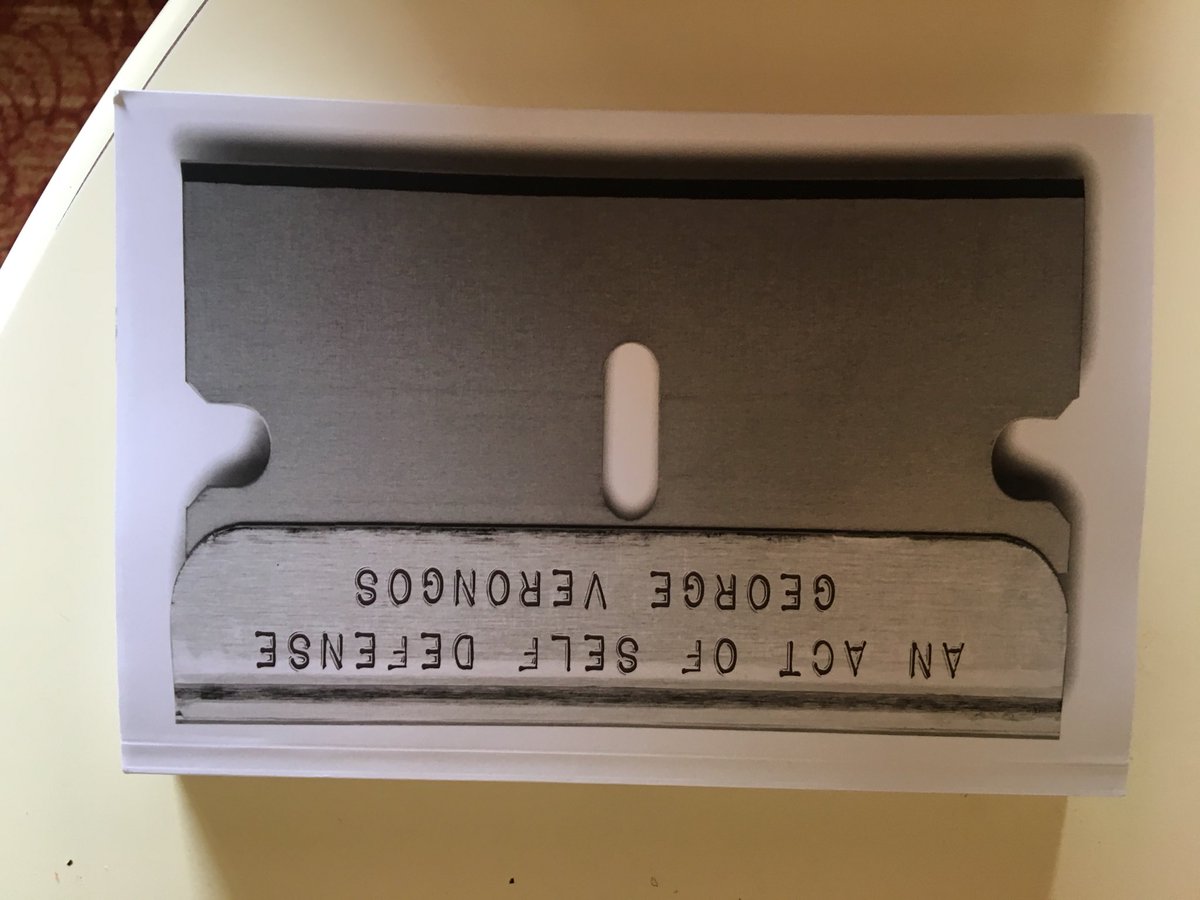 AN ACT OF SELF DEFENSE
GEORGE VERONGOS